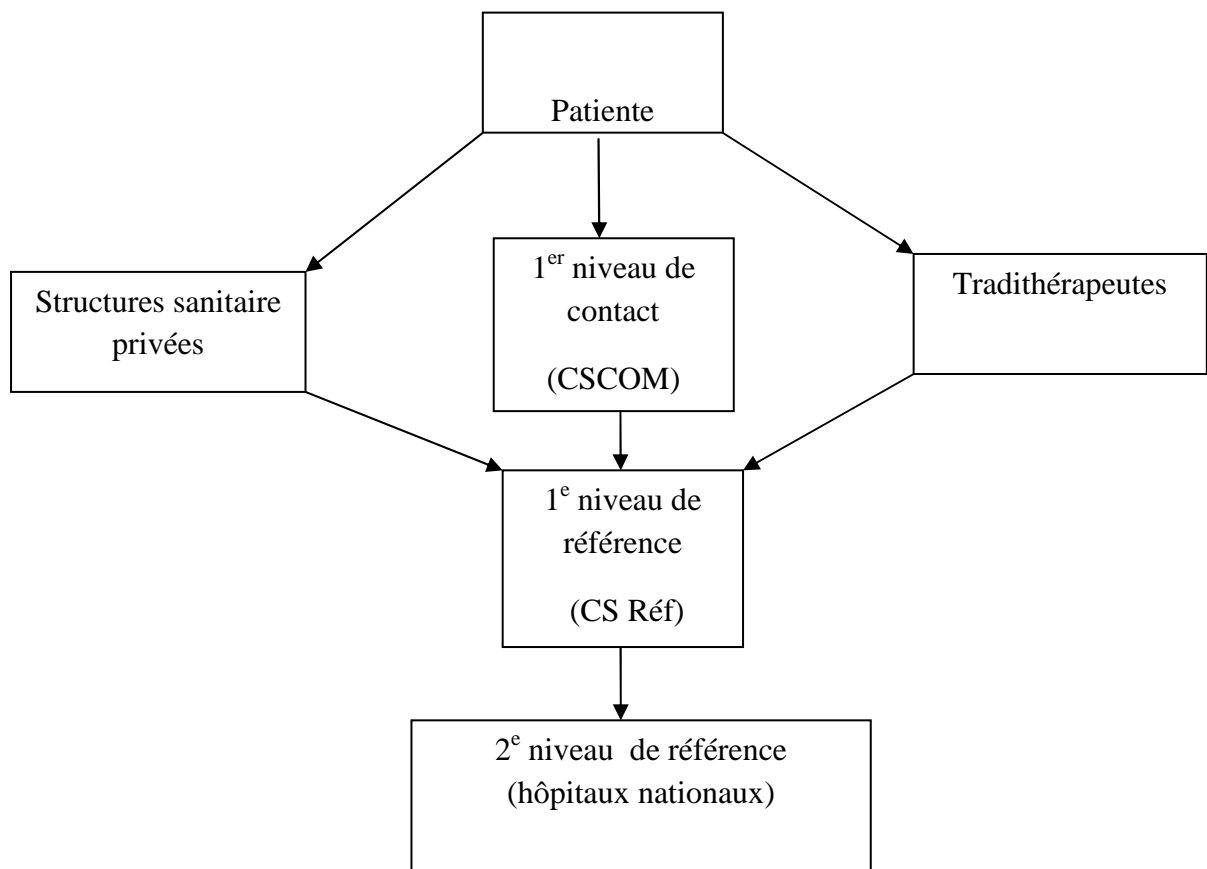 Patiente
Structures sanitaire
privées
1er niveau de
contact
(CSCOM)
Tradithérapeutes
1e niveau de
référence
(CS Réf)
2e niveau de référence
(hôpitaux nationaux)